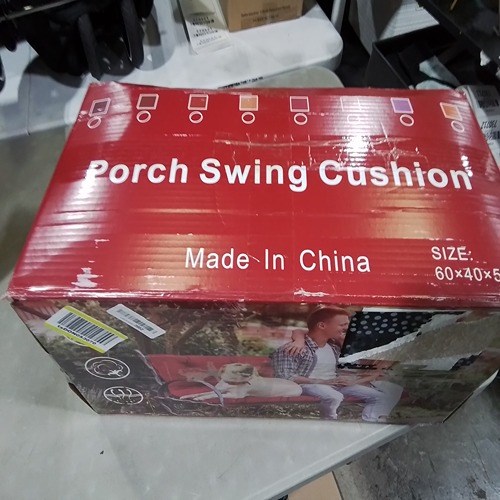 Porch Swing Cushion
Made In China
SIZE:
60×40×5